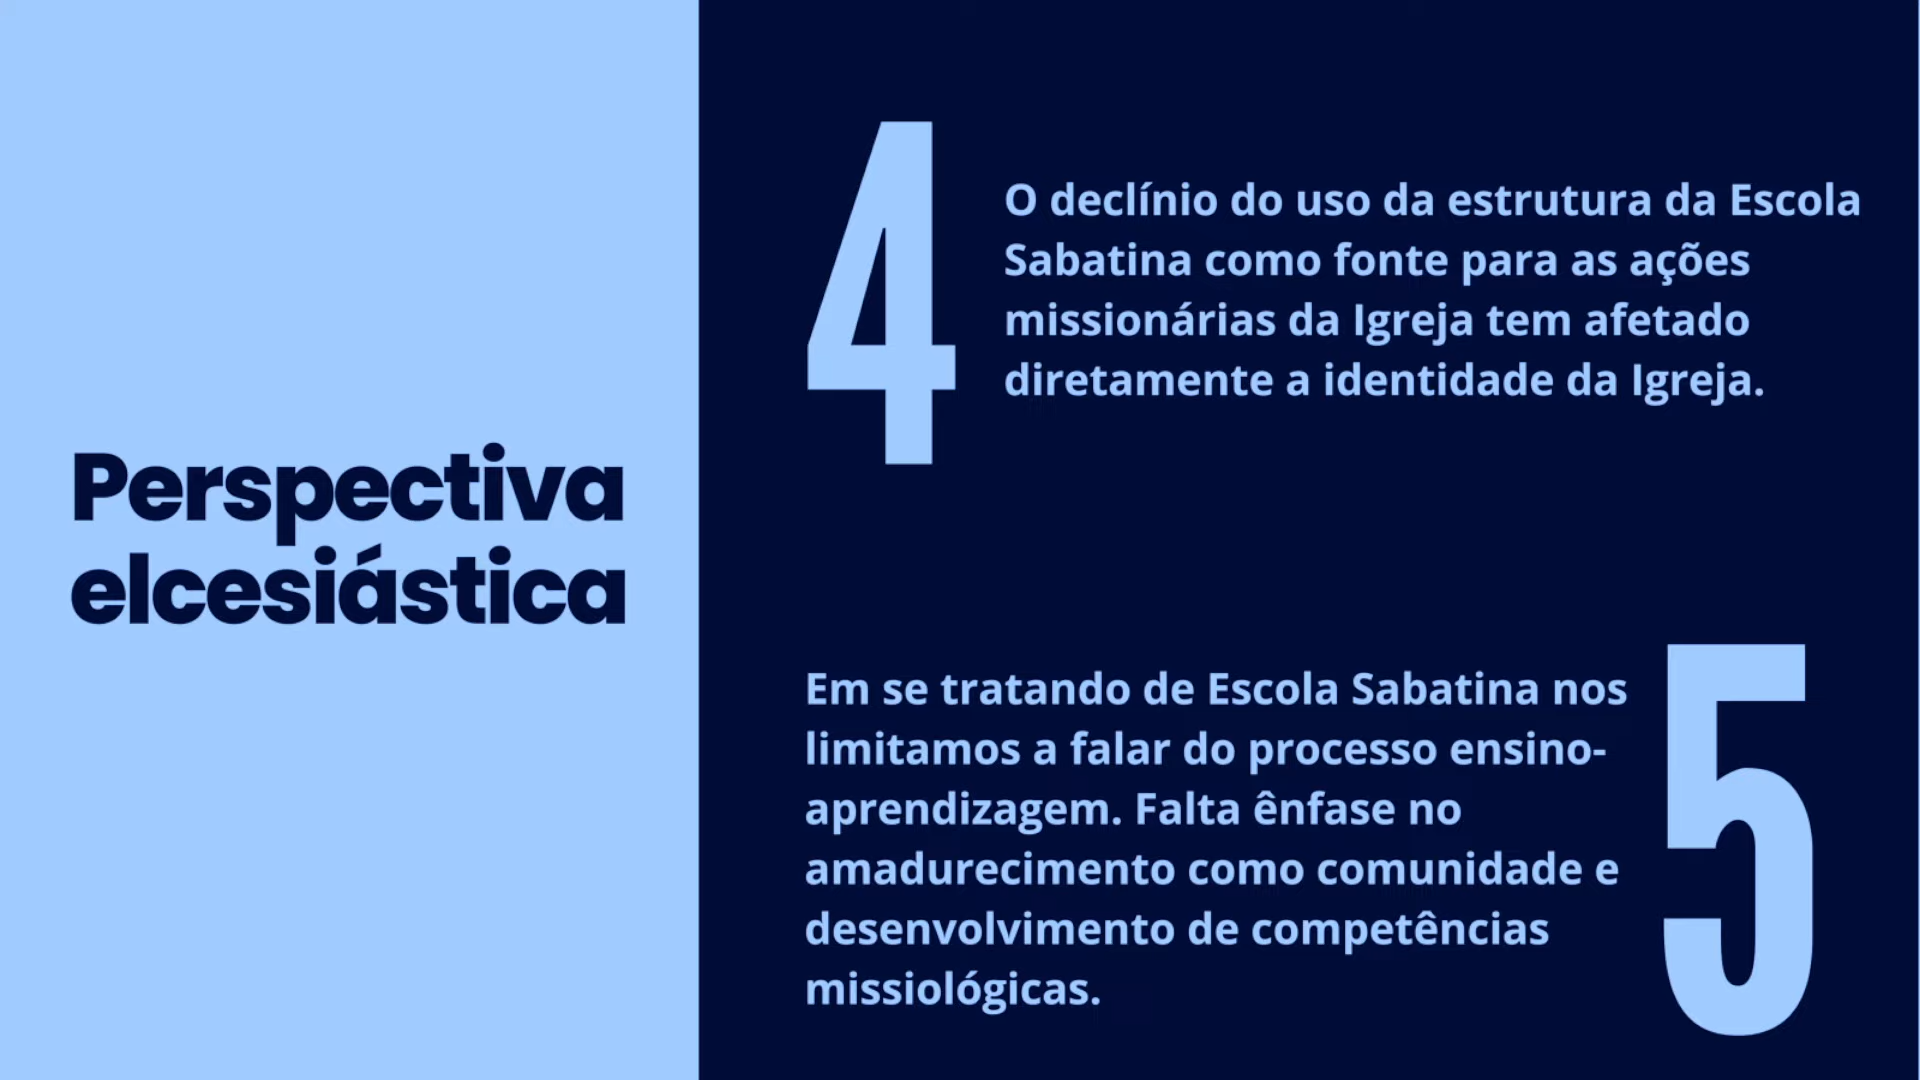 Perspectiva
elcesiástica
4
O declínio do uso da estrutura da Escola
Sabatina como fonte para as ações
missionárias da Igreja tem afetado
diretamente a identidade da Igreja.
Em se tratando de Escola Sabatina nos
limitamos a falar do processo ensino-
aprendizagem. Falta ênfase no
amadurecimento como comunidade e
desenvolvimento de competências
missiológicas.
5